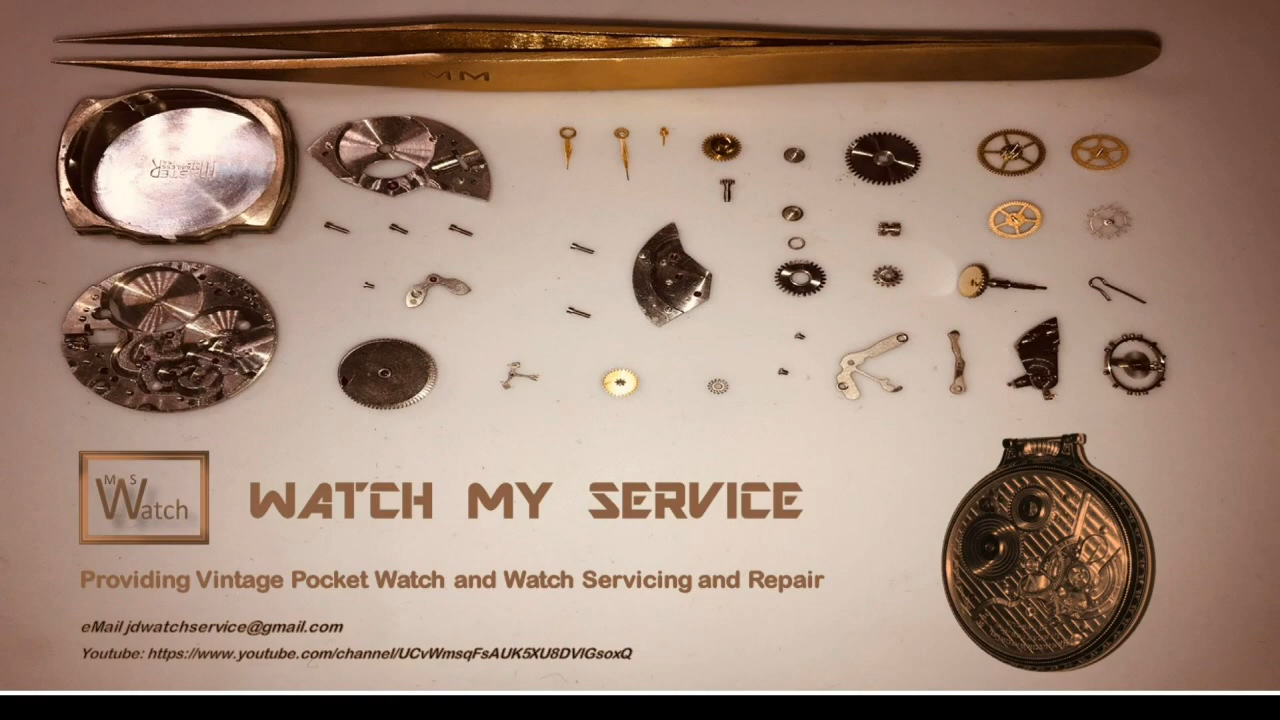 MM
M S
Watch
WATCH MY SERVICE
Providing Vintage Pocket Watch and Watch Servicing and Repair
eMail jdwatchservice@gmail.com
Youtube: https://www.youtube.com/channel/UCvWmsqFsAUK5XU8DVIGsoxQ